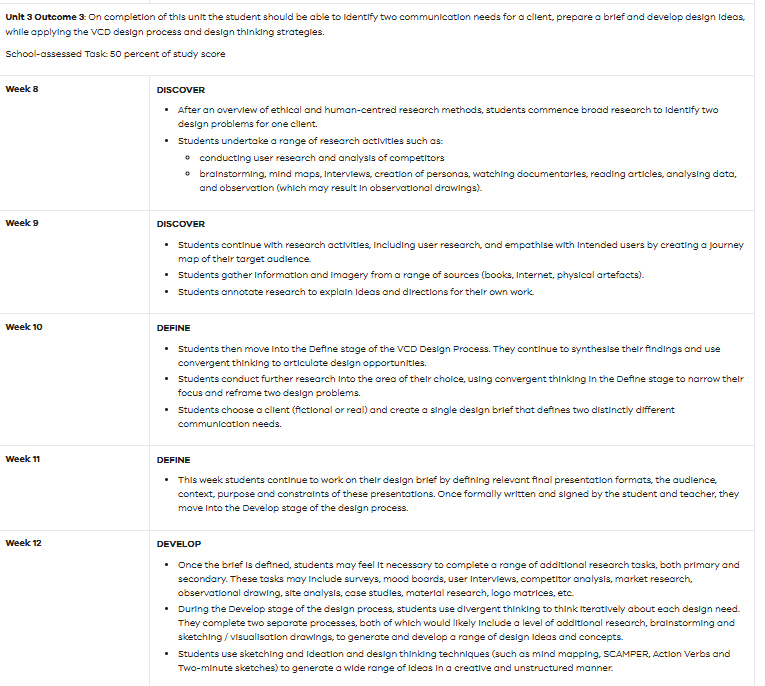 Unit 3 Outcome 3: On completion of this unit the student should be able to identify two communication needs for a client, prepare a brief and develop design ideas,
while applying the VCD design process and design thinking strategies.
School-assessed Task: 50 percent of study score
Week 8
DISCOVER
• After an overview of ethical and human-centred research methods, students commence broad research to identify two
design problems for one client.
• Students undertake a range of research activities such as:
◦ conducting user research and analysis of competitors
◦ brainstorming, mind maps, interviews, creation of personas, watching documentaries, reading articles, analysing data,
and observation (which may result in observational drawings).
Week 9
DISCOVER
• Students continue with research activities, including user research, and empathise with intended users by creating a journey
map of their target audience.
• Students gather information and imagery from a range of sources (books, internet, physical artefacts).
• Students annotate research to explain ideas and directions for their own work.
Week 10
DEFINE
• Students then move into the Define stage of the VCD Design Process. They continue to synthesise their findings and use
convergent thinking to articulate design opportunities.
• Students conduct further research into the area of their choice, using convergent thinking in the Define stage to narrow their
focus and reframe two design problems.
• Students choose a client (fictional or real) and create a single design brief that defines two distinctly different
communication needs.
Week 11
DEFINE
• This week students continue to work on their design brief by defining relevant final presentation formats, the audience,
context, purpose and constraints of these presentations. Once formally written and signed by the student and teacher, they
move into the Develop stage of the design process.
Week 12
DEVELOP
• Once the brief is defined, students may feel it necessary to complete a range of additional research tasks, both primary and
secondary. These tasks may include surveys, mood boards, user interviews, competitor analysis, market research,
observational drawing, site analysis, case studies, material research, logo matrices, etc.
• During the Develop stage of the design process, students use divergent thinking to think iteratively about each design need.
They complete two separate processes, both of which would likely include a level of additional research, brainstorming and
sketching / visualisation drawings, to generate and develop a range of design ideas and concepts.
• Students use sketching and ideation and design thinking techniques (such as mind mapping, SCAMPER, Action Verbs and
Two-minute sketches) to generate a wide range of ideas in a creative and unstructured manner.